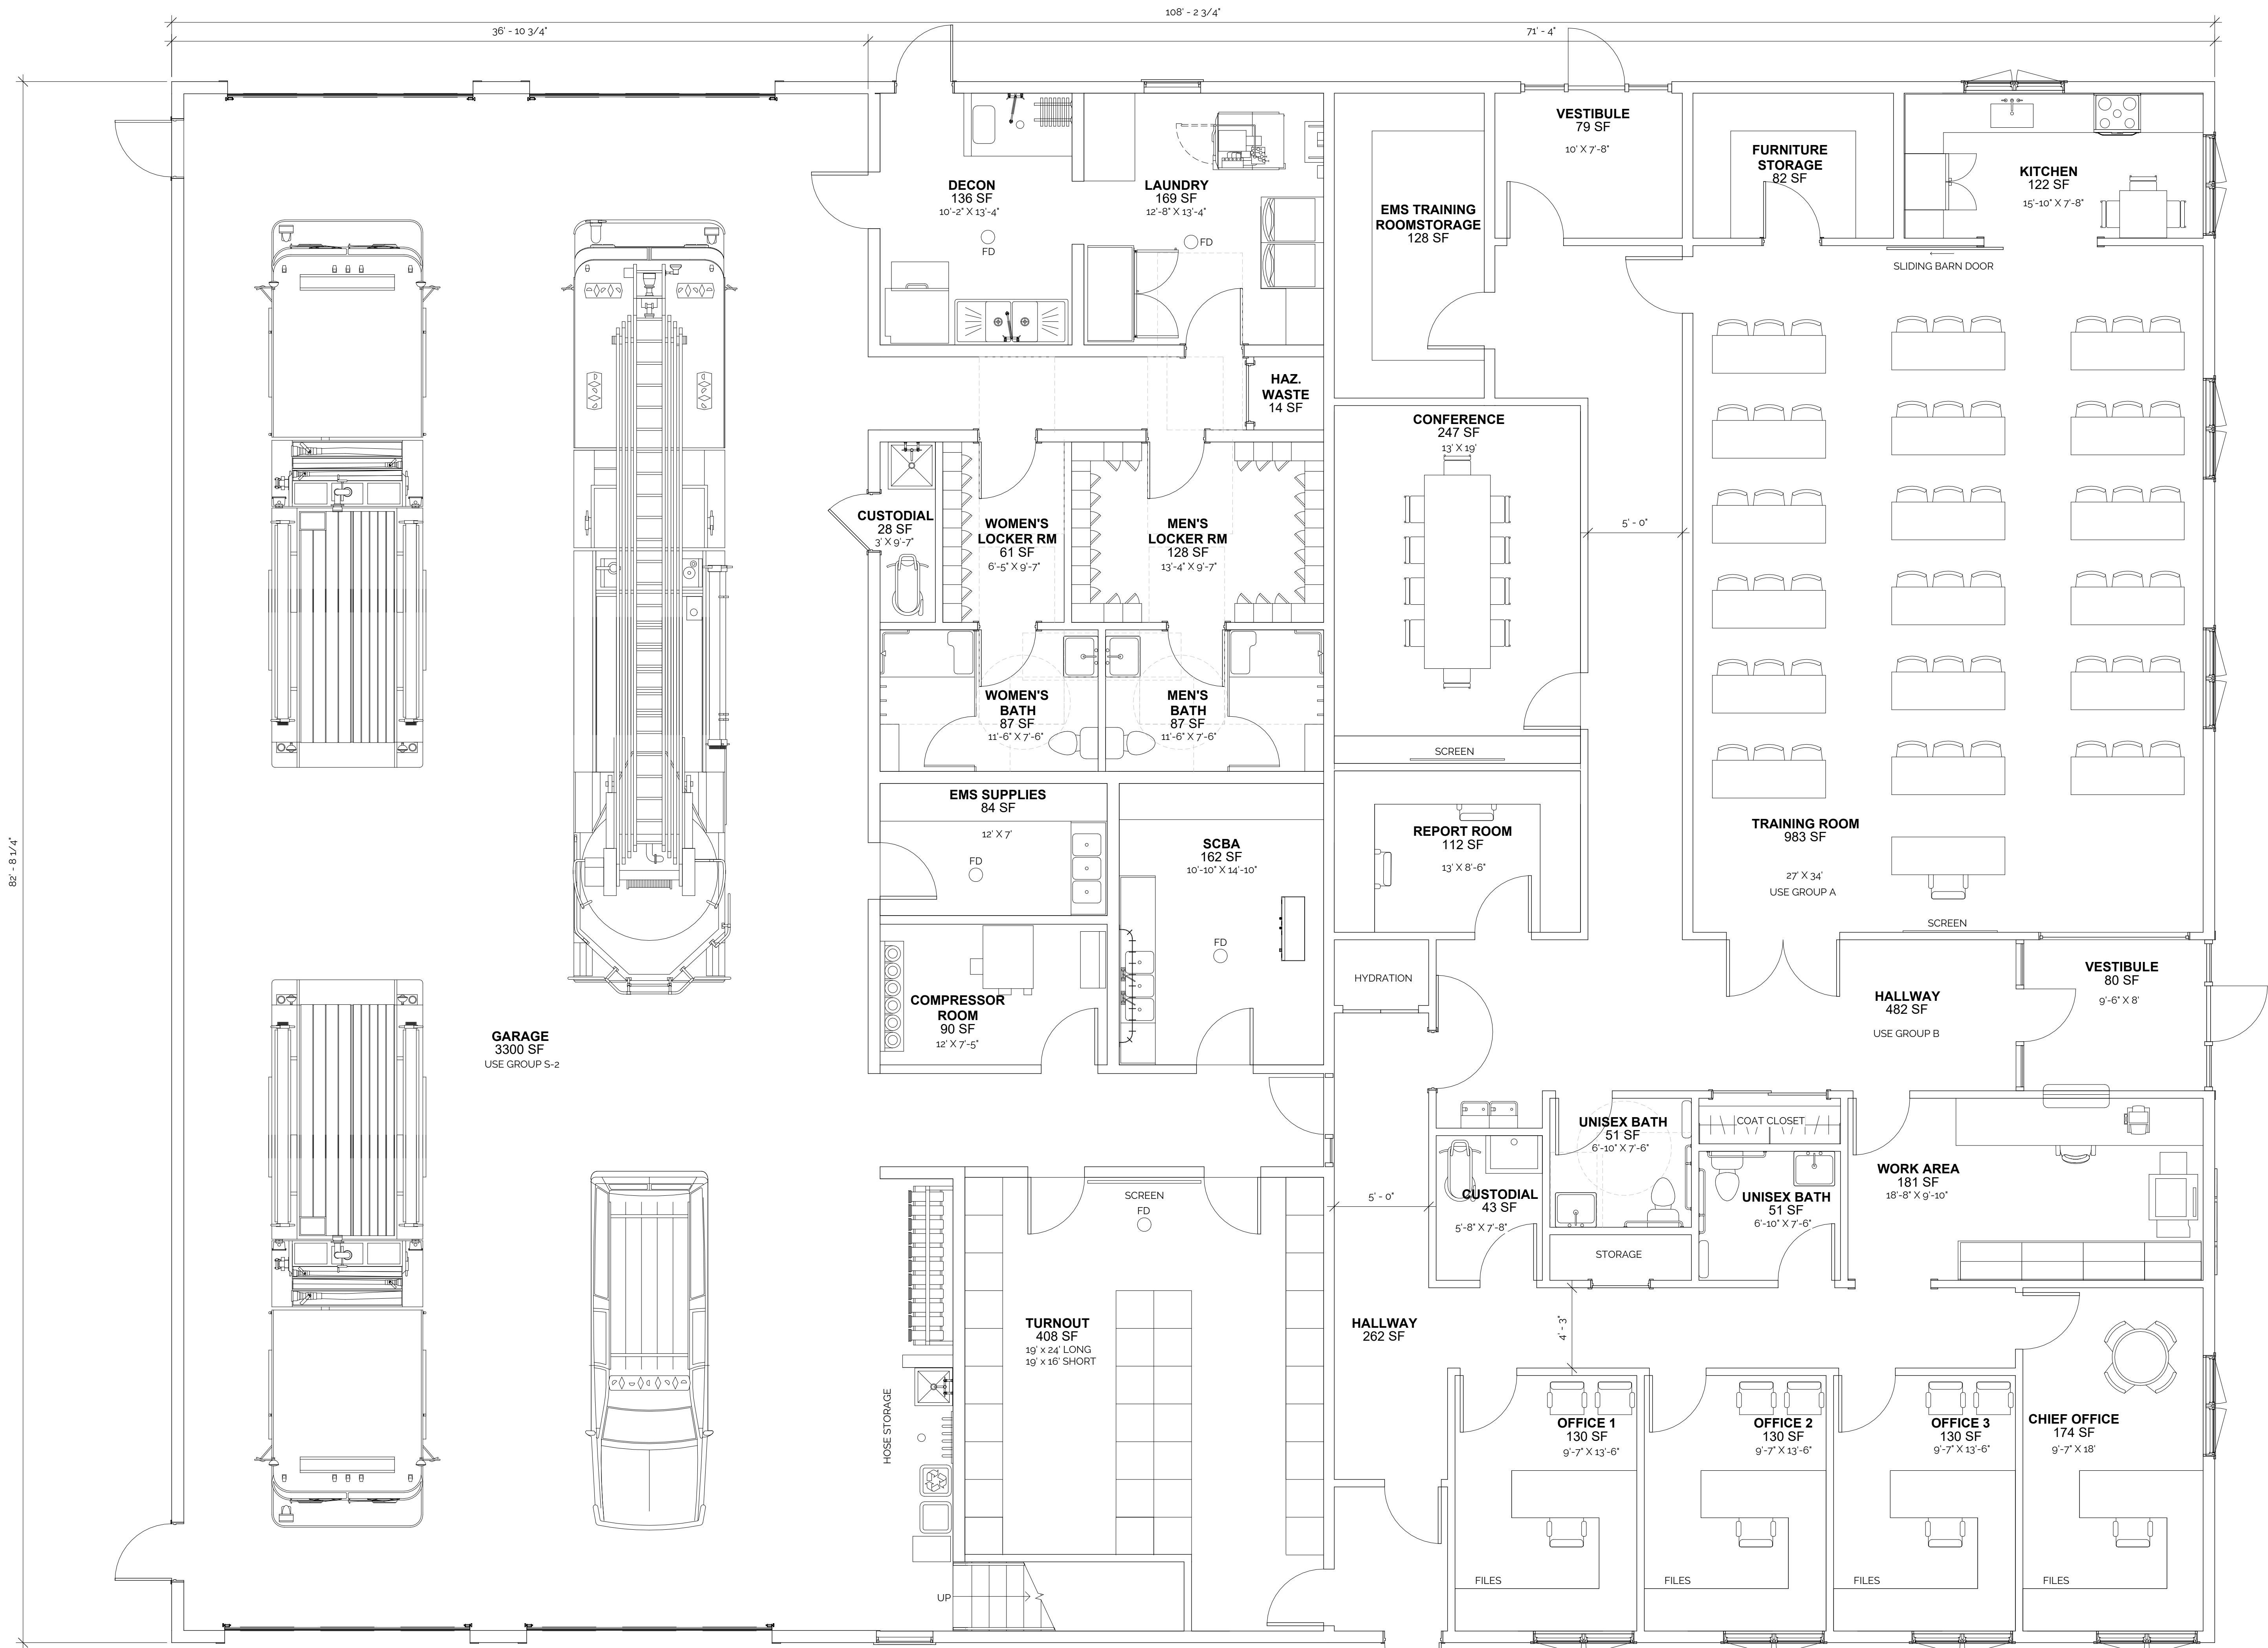 108' - 2 3/4"
36' - 10 3/4"
71' - 4"
82' - 8 1/4"
DECON
136 SF
10'-2" X 13'-4"
FD
LAUNDRY
169 SF
12'-8" X 13'-4"
FD
EMS TRAINING
ROOMSTORAGE
128 SF
VESTIBULE
79 SF
10' X 7'-8"
FURNITURE
STORAGE
82 SF
KITCHEN
122 SF
15'-10" X 7'-8"
SLIDING BARN DOOR
HAZ.
WASTE
14 SF
CONFERENCE
247 SF
13' X 19'
SCREEN
CUSTODIAL
28 SF
3' X 9'-7"
WOMEN'S
LOCKER RM
61 SF
6'-5" X 9'-7"
MEN'S
LOCKER RM
128 SF
13'-4" X 9'-7"
5' - 0"
WOMEN'S
BATH
87 SF
11'-6" X 7'-6"
MEN'S
BATH
87 SF
11'-6" X 7'-6"
EMS SUPPLIES
84 SF
12' X 7'
FD
SCBA
162 SF
10'-10" X 14'-10"
FD
REPORT ROOM
112 SF
13' X 8'-6"
TRAINING ROOM
983 SF
27' X 34'
USE GROUP A
SCREEN
COMPRESSOR
ROOM
90 SF
12' X 7'-5"
GARAGE
3300 SF
USE GROUP S-2
HYDRATION
HALLWAY
482 SF
USE GROUP B
VESTIBULE
80 SF
9'-6" X 8'
UNISEX BATH
51 SF
6'-10" X 7'-6"
COAT CLOSET
WORK AREA
181 SF
18'-8" X 9'-10"
SCREEN
FD
5' - 0"
CUSTODIAL
43 SF
5'-8" X 7'-8"
UNISEX BATH
51 SF
6'-10" X 7'-6"
STORAGE
TURNOUT
408 SF
19' x 24' LONG
19' x 16' SHORT
HALLWAY
262 SF
4' - 3"
HOSE STORAGE
OFFICE 1
130 SF
9'-7" X 13'-6"
OFFICE 2
130 SF
9'-7" X 13'-6"
OFFICE 3
130 SF
9'-7" X 13'-6"
CHIEF OFFICE
174 SF
9'-7" X 18'
FILES
FILES
FILES
FILES
UP